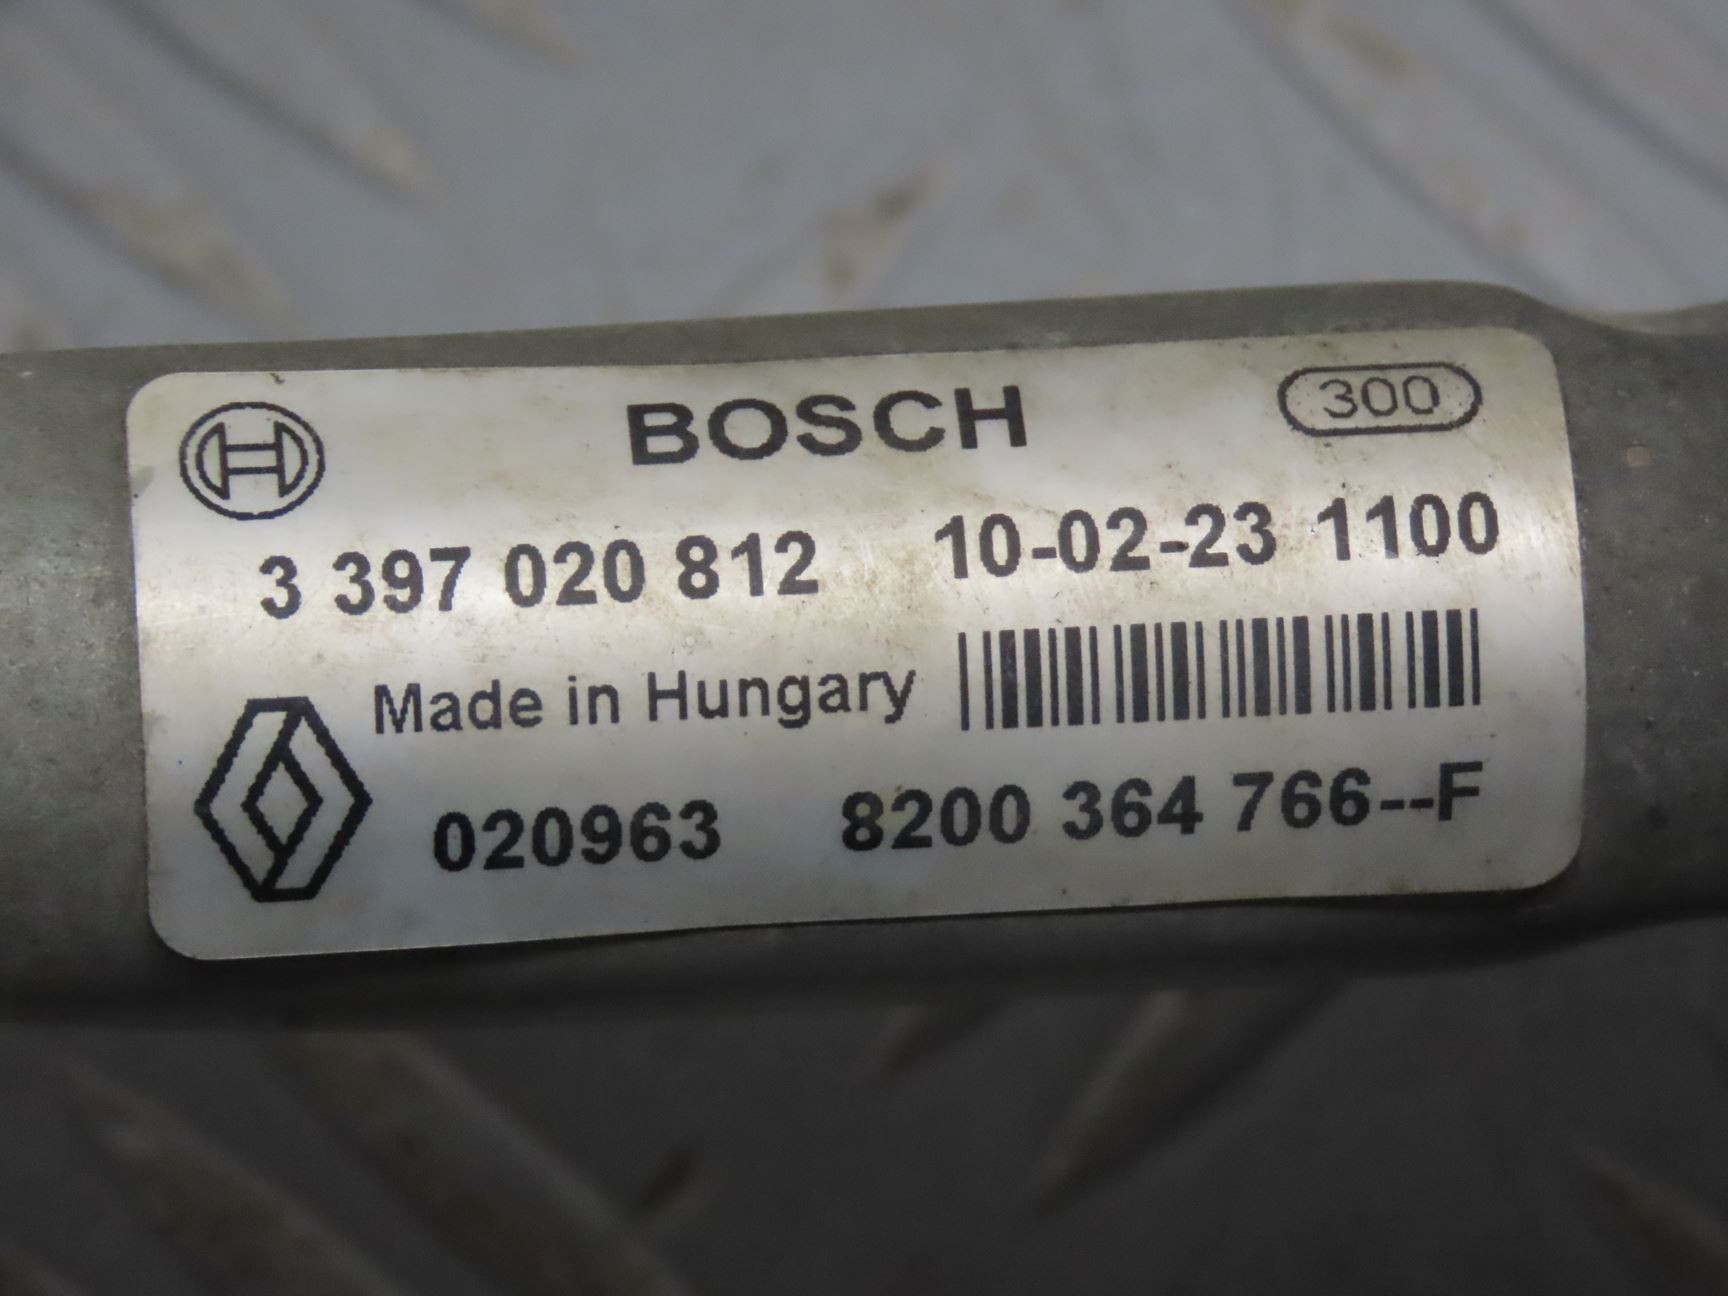 BOSCH 300
3 397 020 812 10-02-23 1100
Made in Hungary
020963 8200 364 766--F